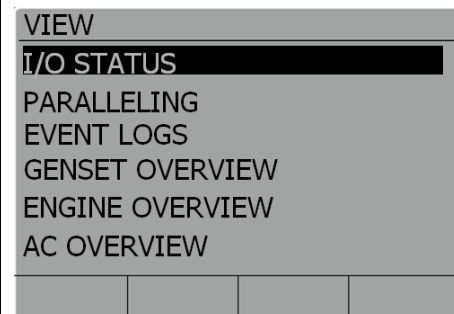 VIEW
I/O STATUS
PARALLELING
EVENT LOGS
GENSET OVERVIEW
ENGINE OVERVIEW
AC OVERVIEW